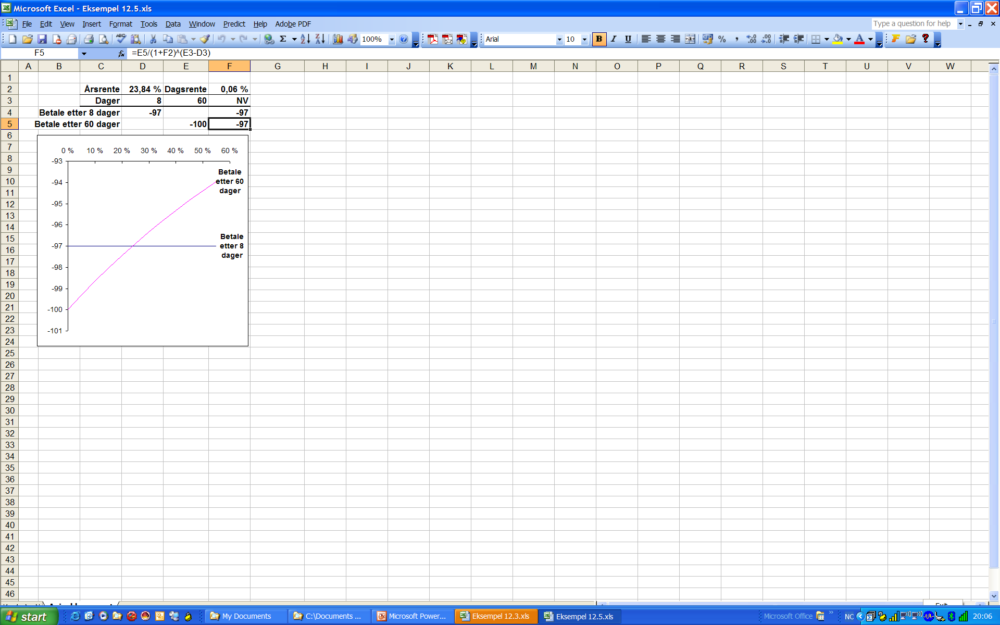 Microsoft Excel - Eksempel 12.5.xls
File Edit View Insert Format Tools Data Window Predict Help Adobe PDF
Type a question for help
100%
Arial 10 B I U
F5 fx =E5/(1+F2)^(E3-D3)
A B C D E F G H I J K L M N O P Q R S T U V W
1
2 Årsrente 23,84 % Dagsrente 0,06 %
3 Dager 8 60 NV
4 Betale etter 8 dager -97 -97
5 Betale etter 60 dager -100 -97
6
7
8
9
10
11
12
13
14
15
16
17
18
19
20
21
22
23
24
25
26
27
28
29
30
31
32
33
34
35
36
37
38
39
40
41
42
43
44
45
46
0 % 10 % 20 % 30 % 40 % 50 % 60 %
-93
-94
-95
-96
-97
-98
-99
-100
-101
Betale
etter 60
dager
Betale
etter 8
dager
start
My Documents
C:\Documents ...
Microsoft Power...
Eksempel 12.3.xls
Eksempel 12.5.xls
Microsoft Office
NC
20:06